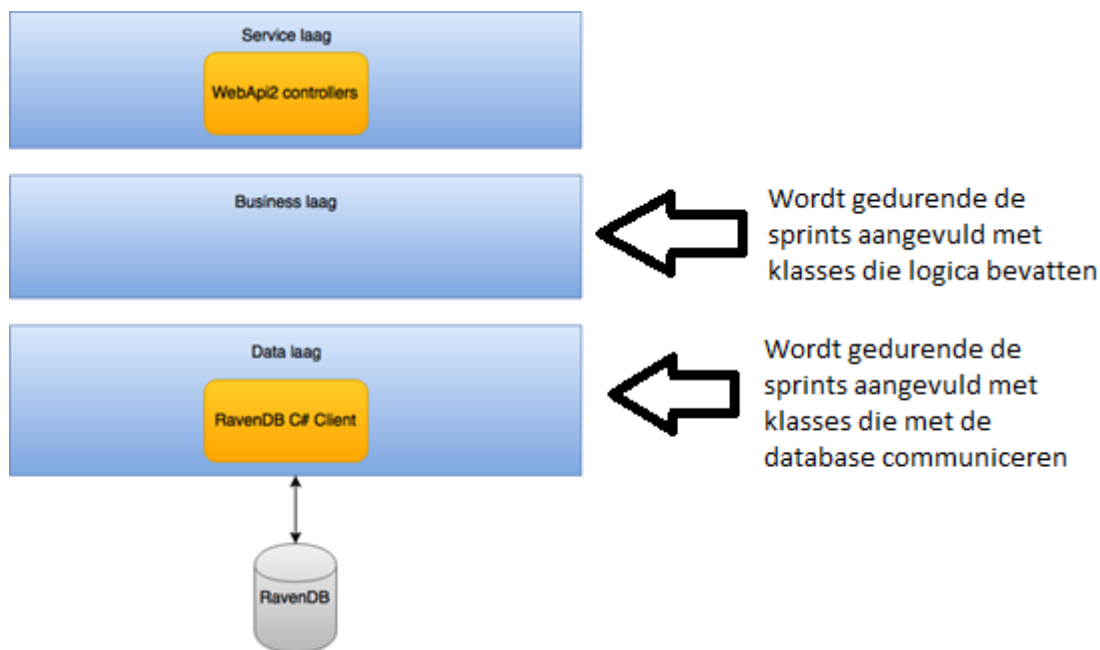 Service laag
WebApi2 controllers
Business laag
Wordt gedurende de
sprints aangevuld met
klasses die logica bevatten
Data laag
RavenDB C# Client
Wordt gedurende de
sprints aangevuld met
klasses die met de
database communiceren
RavenDB